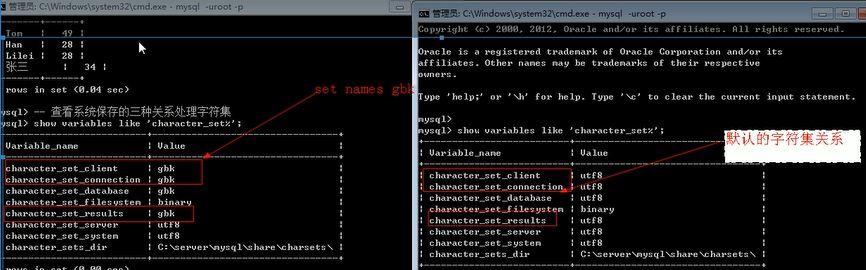 管理员: C:\Windows\system32\cmd.exe - mysql -uroot -p
Tom | 49 |
Han | 28 |
Lilei | 28 |
张三 | 34 |
rows in set (0.04 sec)
mysql> -- 查看系统保存的三种关系处理字符集
mysql> show variables like 'character_set%';
Variable_name | Value
character_set_client | gbk
character_set_connection | gbk
character_set_database | gbk
character_set_filesystem | binary
character_set_results | gbk
character_set_server | utf8
character_set_system | utf8
character_sets_dir | C:\server\mysql\share\charsets\ |
rows in set (0.00 sec)
set names gbk
管理员: C:\Windows\system32\cmd.exe - mysql -uroot -p
Copyright (c) 2000, 2012, Oracle and/or its affiliates. All rights reserved.
Oracle is a registered trademark of Oracle Corporation and/or its
affiliates. Other names may be trademarks of their respective
owners.
Type 'help;' or '\h' for help. Type '\c' to clear the current input statement.
mysql>
mysql> show variables like 'character_set%';
| Variable_name | Value
| character_set_client | utf8
| character_set_connection | utf8
| character_set_database | utf8
| character_set_filesystem | binary
| character_set_results | utf8
| character_set_server | utf8
| character_set_system | utf8
| character_sets_dir | C:\server\mysql\share\charsets\ |
默认的字符集关系